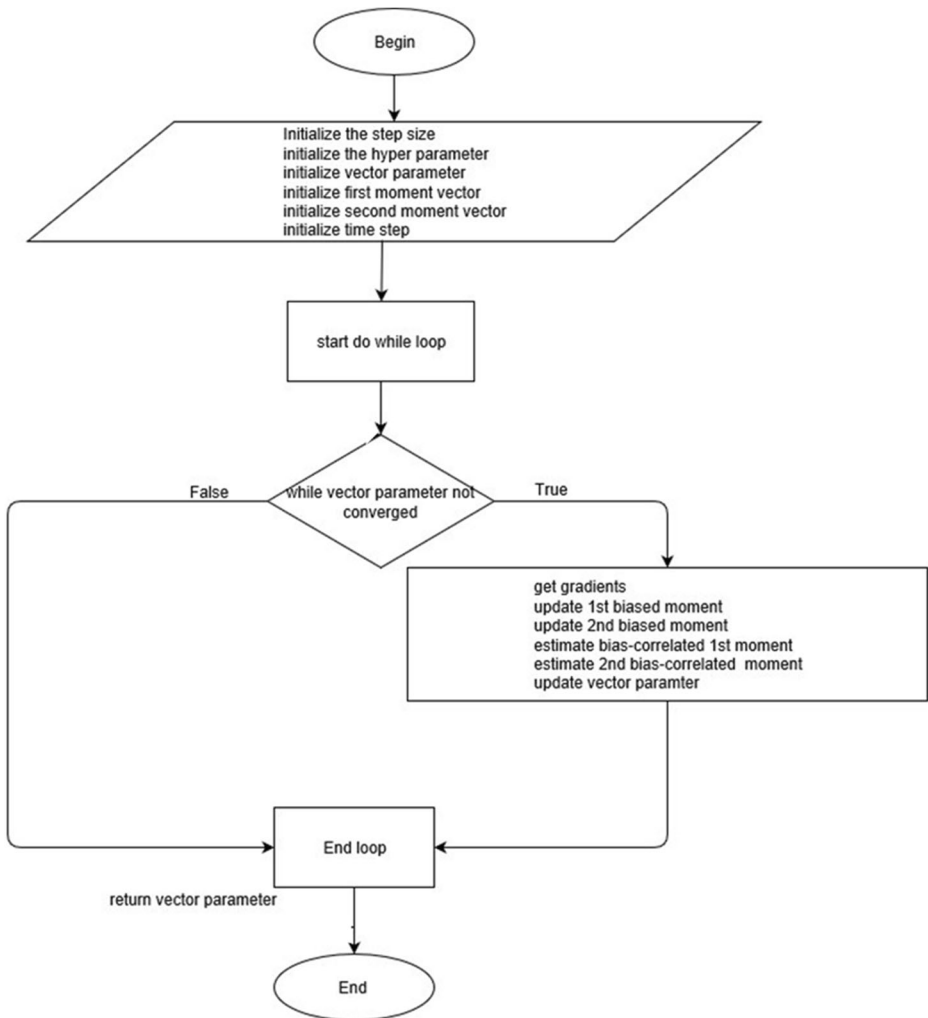 Begin
Initialize the step size
initialize the hyper parameter
initialize vector parameter
initialize first moment vector
initialize second moment vector
initialize time step
start do while loop
False
while vector parameter not
converged
True
get gradients
update 1st biased moment
update 2nd biased moment
estimate bias-correlated 1st moment
estimate 2nd bias-correlated moment
update vector paramter
End loop
return vector parameter
End